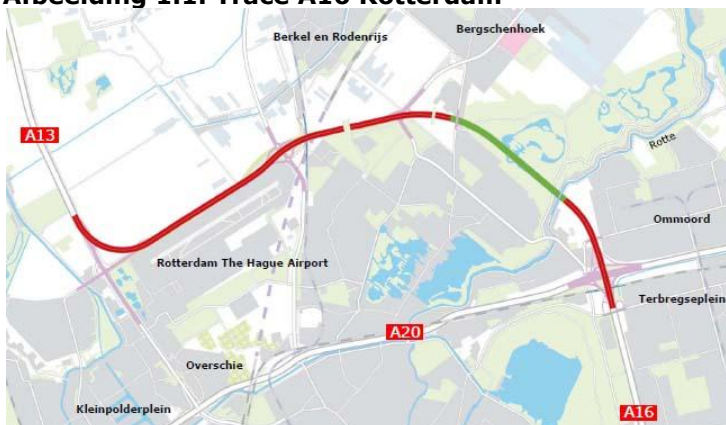 Afbeelding 1.1: Tracé A16 Rotterdam
Berkel en Rodenrijs
Bergschenhoek
A13
Rotte
Ommoord
Rotterdam The Hague Airport
Terbregseplein
A20
Overschie
Kleinpolderplein
A16